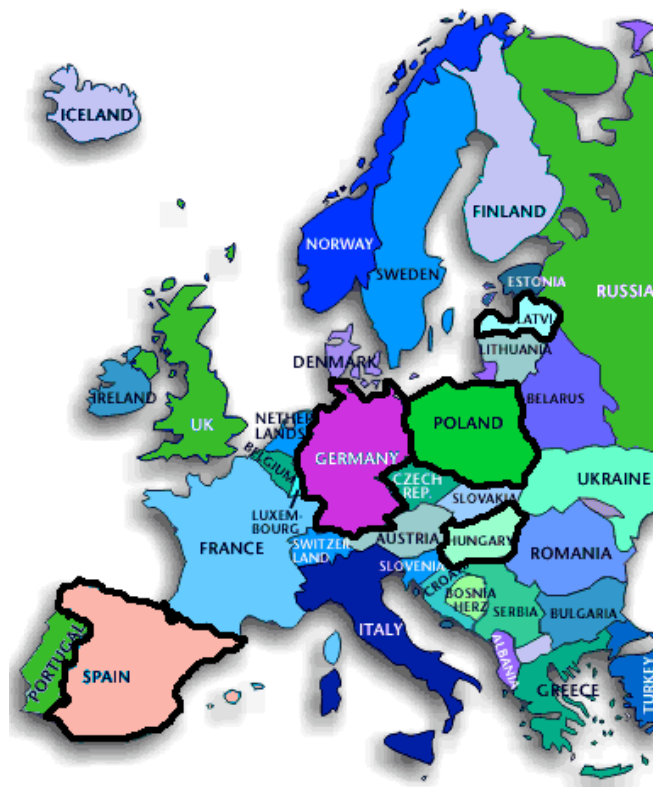 ICELAND
FINLAND
NORWAY
SWEDEN
ESTONIA
RUSSIA
LATVI
LITHUANIA
DENMARK
IRELAND
UK
NETHER
LANDS
BELGIUM
GERMANY
POLAND
BELARUS
CZECH
REP.
UKRAINE
SLOVAKIA
LUXEM-
BOURG
FRANCE
SWITZER
LAND
AUSTRIA
HUNGARY
ROMANIA
SLOVENIA
CROA
BOSNIA
HERZ
SERBIA
BULGARIA
ITALY
ALBANIA
PORTUGAL
SPAIN
GREECE
TURKEY